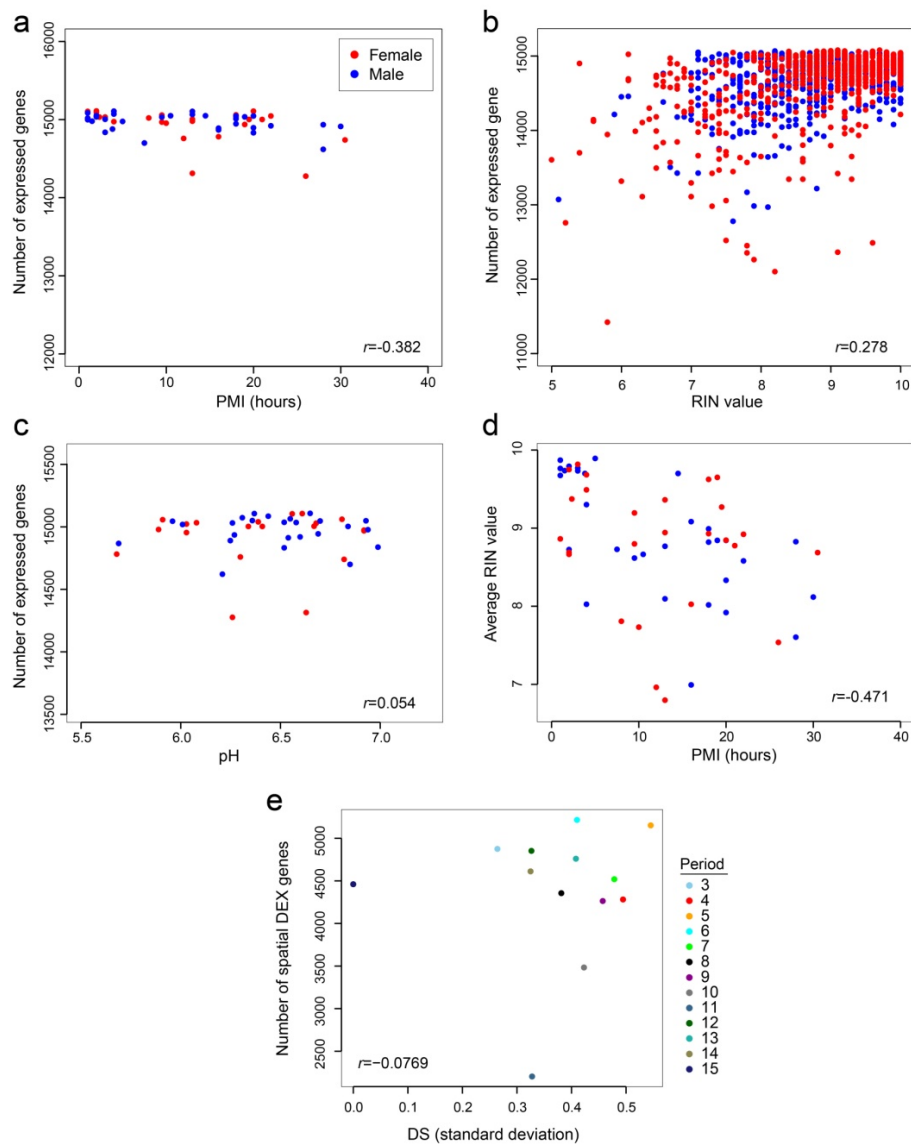 a
Number of expressed genes
16000
15000
14000
13000
12000
Female
Male
r=-0.382
0 10 20 30 40
PMI (hours)
b
Number of expressed gene
15000
14000
13000
12000
11000
r=0.278
5 6 7 8 9 10
RIN value
c
Number of expressed genes
15500
15000
14500
14000
13500
r=0.054
5.5 6.0 6.5 7.0
pH
d
Average RIN value
10
9
8
7
r=-0.471
0 10 20 30 40
PMI (hours)
e
Number of spatial DEX genes
5000
4500
4000
3500
3000
2500
r=−0.0769
0.0 0.1 0.2 0.3 0.4 0.5
DS (standard deviation)
Period
3
4
5
6
7
8
9
10
11
12
13
14
15